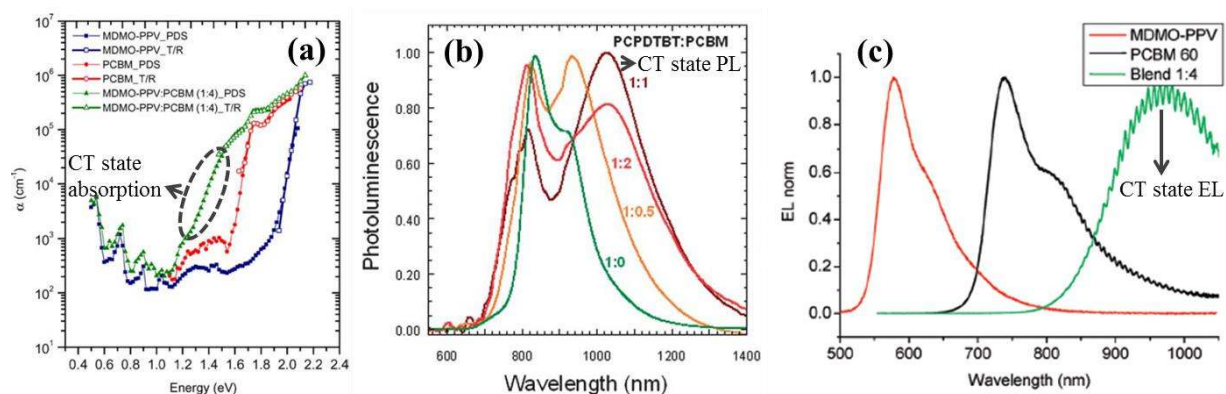 (a)
MDMO-PPV_PDS
MDMO-PPV_T/R
PCBM_PDS
PCBM_T/R
MDMO-PPV:PCBM (1:4)_PDS
MDMO-PPV:PCBM (1:4)_T/R
CT state
absorption
α (cm⁻¹)
10⁷
10⁶
10⁵
10⁴
10³
10²
10¹
0.4 0.6 0.8 1.0 1.2 1.4 1.6 1.8 2.0 2.2 2.4
Energy (eV)
(b)
PCPDTBT:PCBM
CT state PL
1:1
1:2
1:0.5
1:0
Photoluminescence
1.00
0.80
0.60
0.40
0.20
0.00
600 800 1000 1200 1400
Wavelength (nm)
(c)
MDMO-PPV
PCBM 60
Blend 1:4
CT state EL
EL norm
1.0
0.8
0.6
0.4
0.2
0.0
500 600 700 800 900 1000
Wavelength (nm)